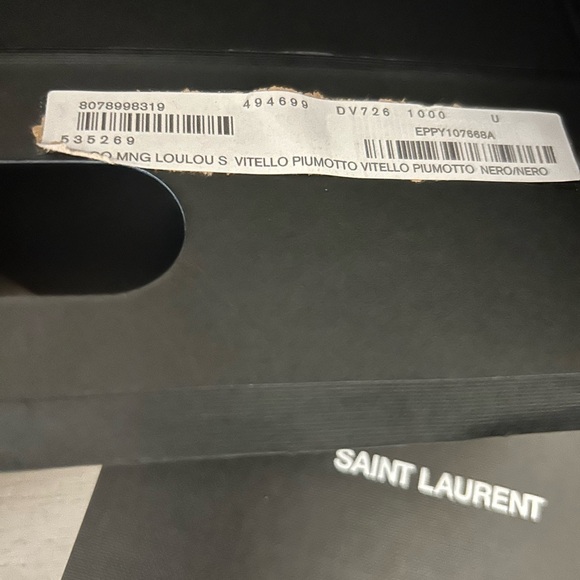 8078998319 494699 DV726 1000 U
EPPY107668A
535269
MNG LOULOU S VITELLO PIUMOTTO VITELLO PIUMOTTO NERO/NERO
SAINT LAURENT